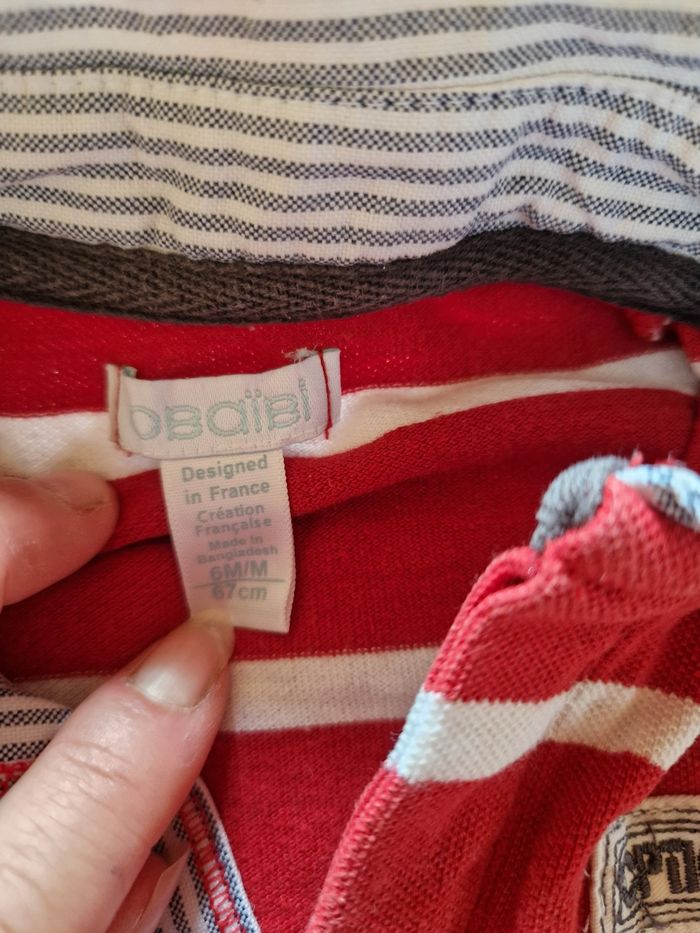 obaïbi
Designed
in France
Création
Française
Made in
Bangladesh
6M/M
67cm